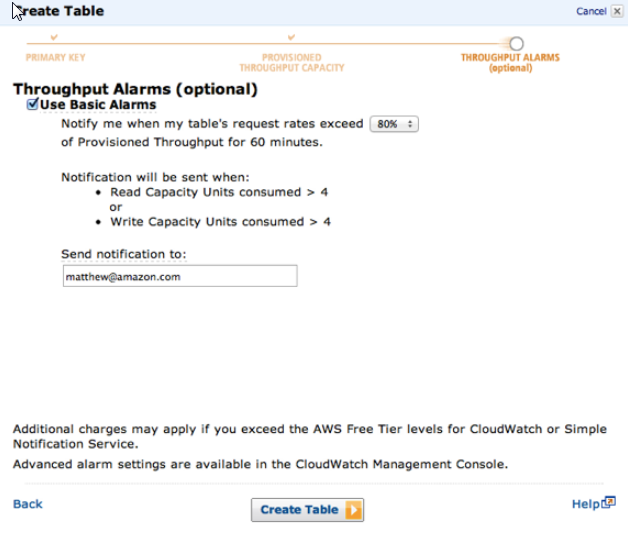 Create Table
Cancel
PRIMARY KEY
PROVISIONED
THROUGHPUT CAPACITY
THROUGHPUT ALARMS
(optional)
Throughput Alarms (optional)
Use Basic Alarms
Notify me when my table's request rates exceed 80%
of Provisioned Throughput for 60 minutes.
Notification will be sent when:
• Read Capacity Units consumed > 4
or
• Write Capacity Units consumed > 4
Send notification to:
matthew@amazon.com
Additional charges may apply if you exceed the AWS Free Tier levels for CloudWatch or Simple
Notification Service.
Advanced alarm settings are available in the CloudWatch Management Console.
Back
Create Table
Help